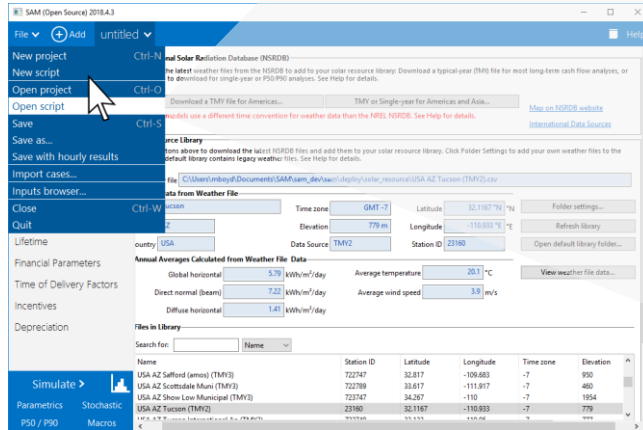 SAM (Open Source) 2018.4.3
File Add untitled Help
New project Ctrl-N
New script
Open project Ctrl-O
Open script
Save Ctrl-S
Save as...
Save with hourly results
Import cases...
Inputs browser...
Close Ctrl-W
Quit
Lifetime
Financial Parameters
Time of Delivery Factors
Incentives
Depreciation
Simulate >
Parametrics Stochastic
P50 / P90 Macros
nal Solar Radiation Database (NSRDB)
the latest weather files from the NSRDB to add to your solar resource library: Download a typical-year (TMY) file for most long-term cash flow analyses, or
to download for single-year or P50/P90 analyses. See Help for details.
Download a TMY file for Americas...
TMY or Single-year for Americas and Asia...
Map on NSRDB website
models use a different time convention for weather data than the NREL NSRDB. See Help for details.
International Data Sources
urce Library
tons above to download the latest NSRDB files and add them to your solar resource library. Click Folder Settings to add your own weather files to the
default library contains legacy weather files. See Help for details.
file C:\Users\mboyd\Documents\SAM\sam_dev\sam\deploy\solar_resource\USA AZ Tucson (TMY2).csv
ata from Weather File
ucson Time zone GMT -7 Latitude 32.1167 °N °N Folder settings...
Z Elevation 779 m Longitude -110.933 °E °E Refresh library
ountry USA Data Source TMY2 Station ID 23160 Open default library folder...
Annual Averages Calculated from Weather File Data
Global horizontal 5.79 kWh/m²/day Average temperature 20.1 °C View weather file data...
Direct normal (beam) 7.22 kWh/m²/day Average wind speed 3.9 m/s
Diffuse horizontal 1.41 kWh/m²/day
Files in Library
Search for: Name
Name Station ID Latitude Longitude Time zone Elevation
USA AZ Safford (amos) (TMY3) 722747 32.817 -109.683 -7 950
USA AZ Scottsdale Muni (TMY3) 722789 33.617 -111.917 -7 460
USA AZ Show Low Municipal (TMY3) 723747 34.267 -110 -7 1954
USA AZ Tucson (TMY2) 23160 32.1167 -110.933 -7 779